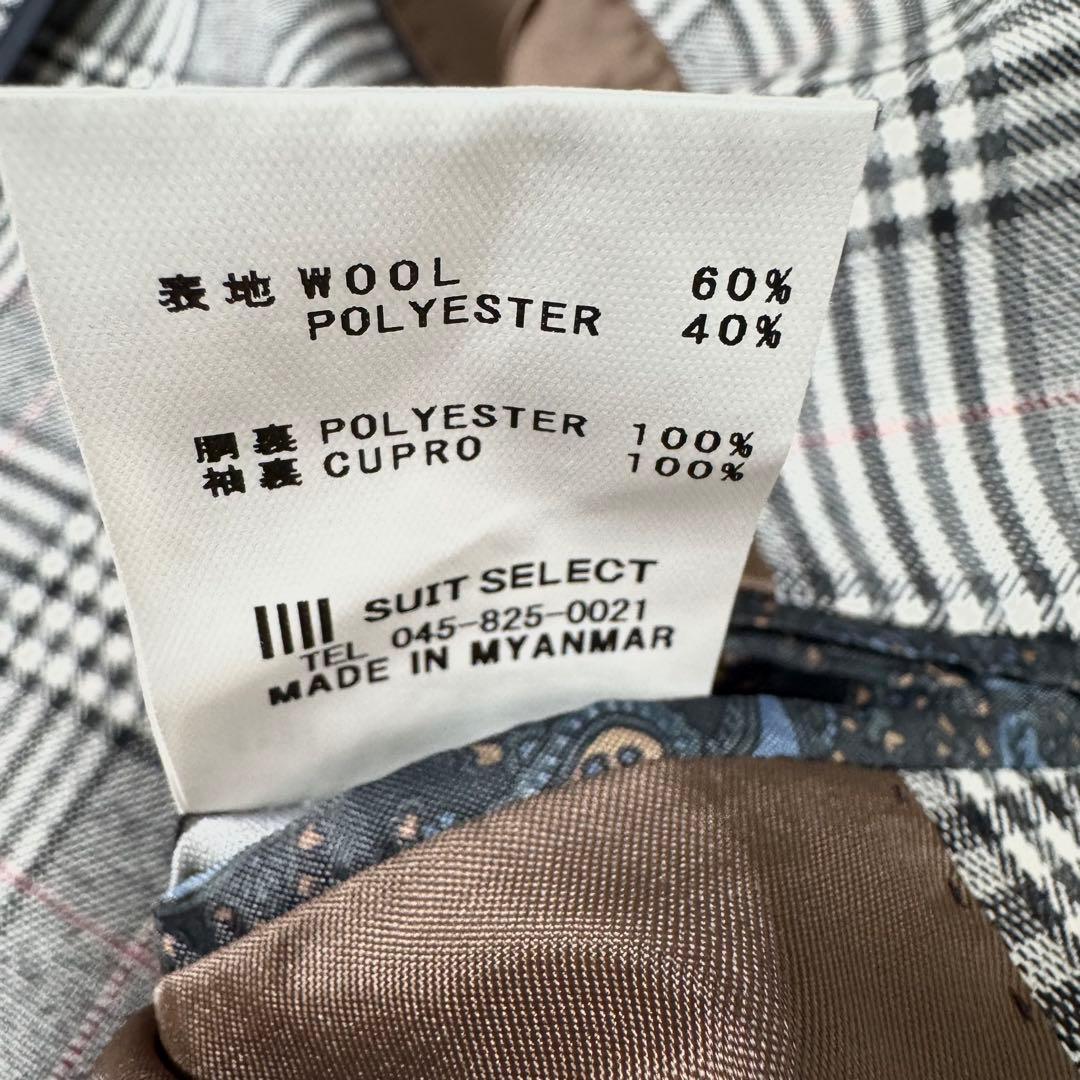 表地 WOOL 60%
POLYESTER 40%
胴裏 POLYESTER 100%
袖裏 CUPRO 100%
SUIT SELECT
TEL 045-825-0021
MADE IN MYANMAR